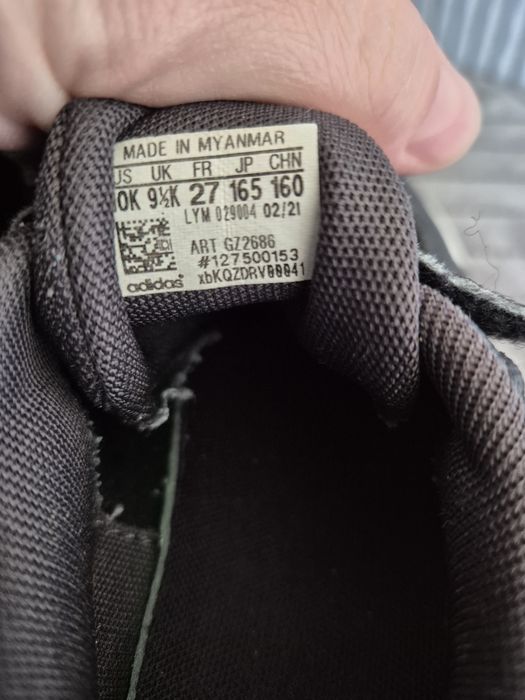 MADE IN MYANMAR
US UK FR JP CHN
0K 9½K 27 165 160
LYM 029004 02/21
ART GZ2686
#127500153
adidas xbKQZDRV00041